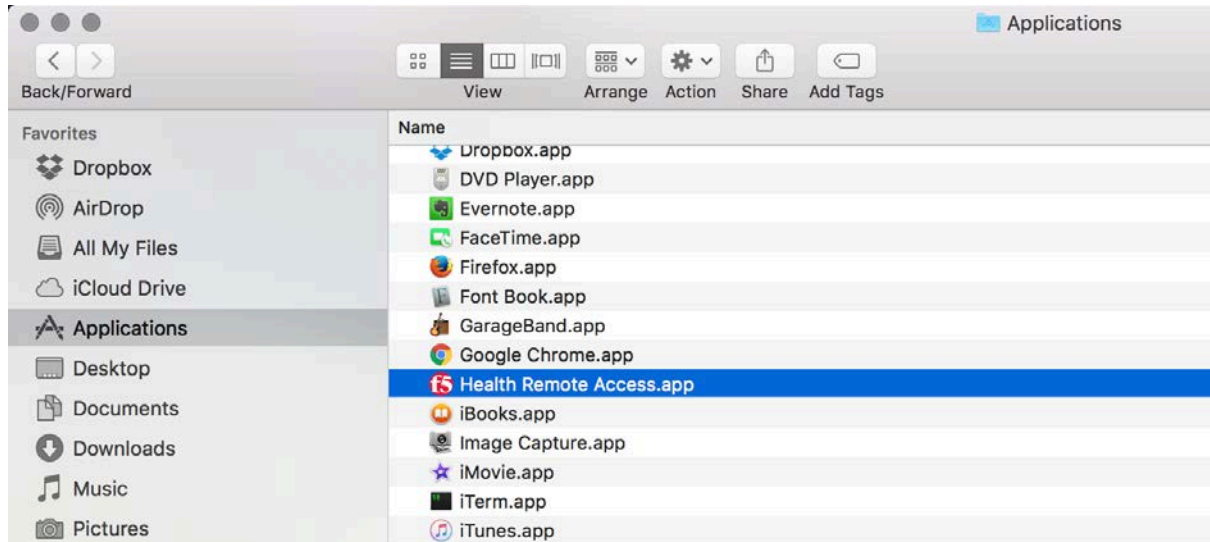 Applications
View
Arrange
Action
Share
Add Tags
Back/Forward
Favorites
Dropbox
AirDrop
All My Files
iCloud Drive
Applications
Desktop
Documents
Downloads
Music
Pictures
Name
Dropbox.app
DVD Player.app
Evernote.app
FaceTime.app
Firefox.app
Font Book.app
GarageBand.app
Google Chrome.app
f5 Health Remote Access.app
iBooks.app
Image Capture.app
iMovie.app
iTerm.app
iTunes.app